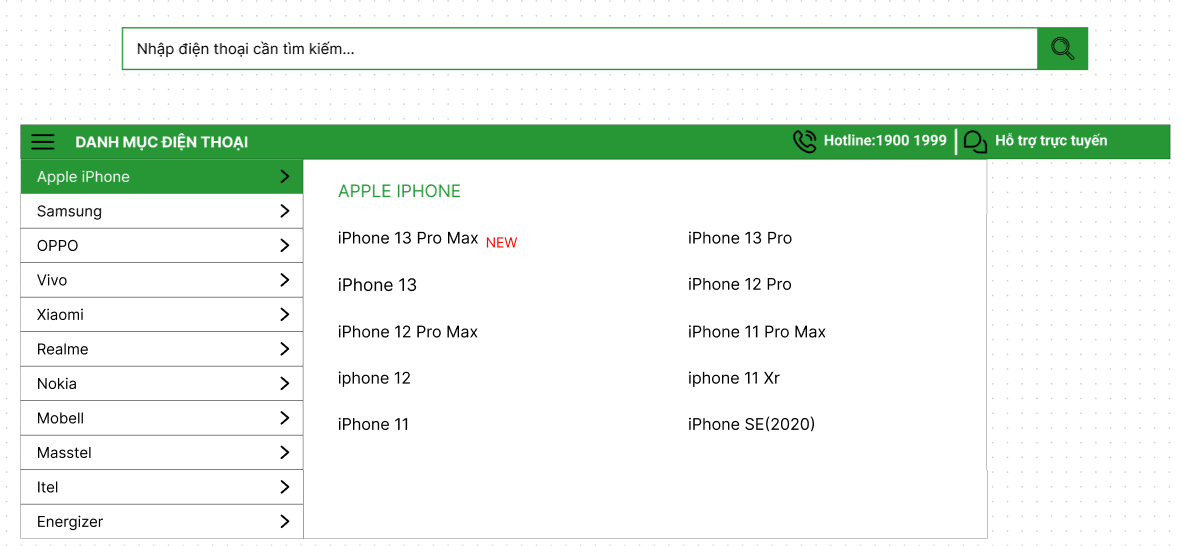 Nhập điện thoại cần tìm kiếm...
DANH MỤC ĐIỆN THOẠI
Hotline:1900 1999
Hỗ trợ trực tuyến
Apple iPhone
Samsung
OPPO
Vivo
Xiaomi
Realme
Nokia
Mobell
Masstel
Itel
Energizer
APPLE IPHONE
iPhone 13 Pro Max NEW
iPhone 13 Pro
iPhone 13
iPhone 12 Pro
iPhone 12 Pro Max
iPhone 11 Pro Max
iphone 12
iphone 11 Xr
iPhone 11
iPhone SE(2020)